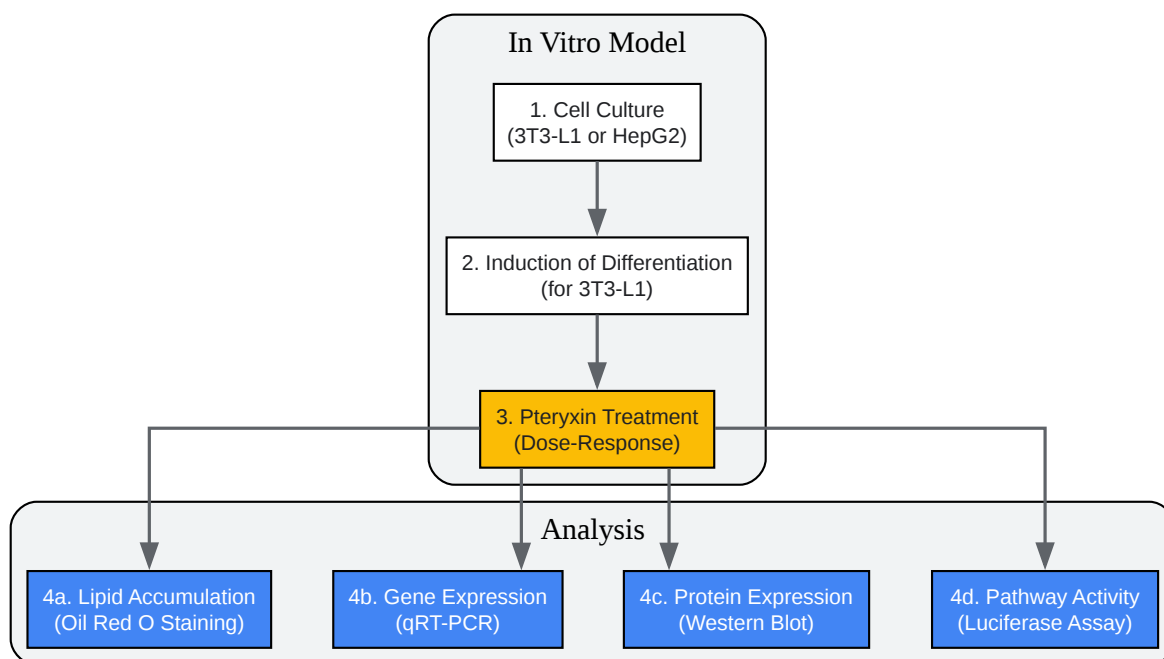 In Vitro Model
1. Cell Culture
(3T3-L1 or HepG2)
2. Induction of Differentiation
(for 3T3-L1)
3. Pteryxin Treatment
(Dose-Response)
Analysis
4a. Lipid Accumulation
(Oil Red O Staining)
4b. Gene Expression
(qRT-PCR)
4c. Protein Expression
(Western Blot)
4d. Pathway Activity
(Luciferase Assay)